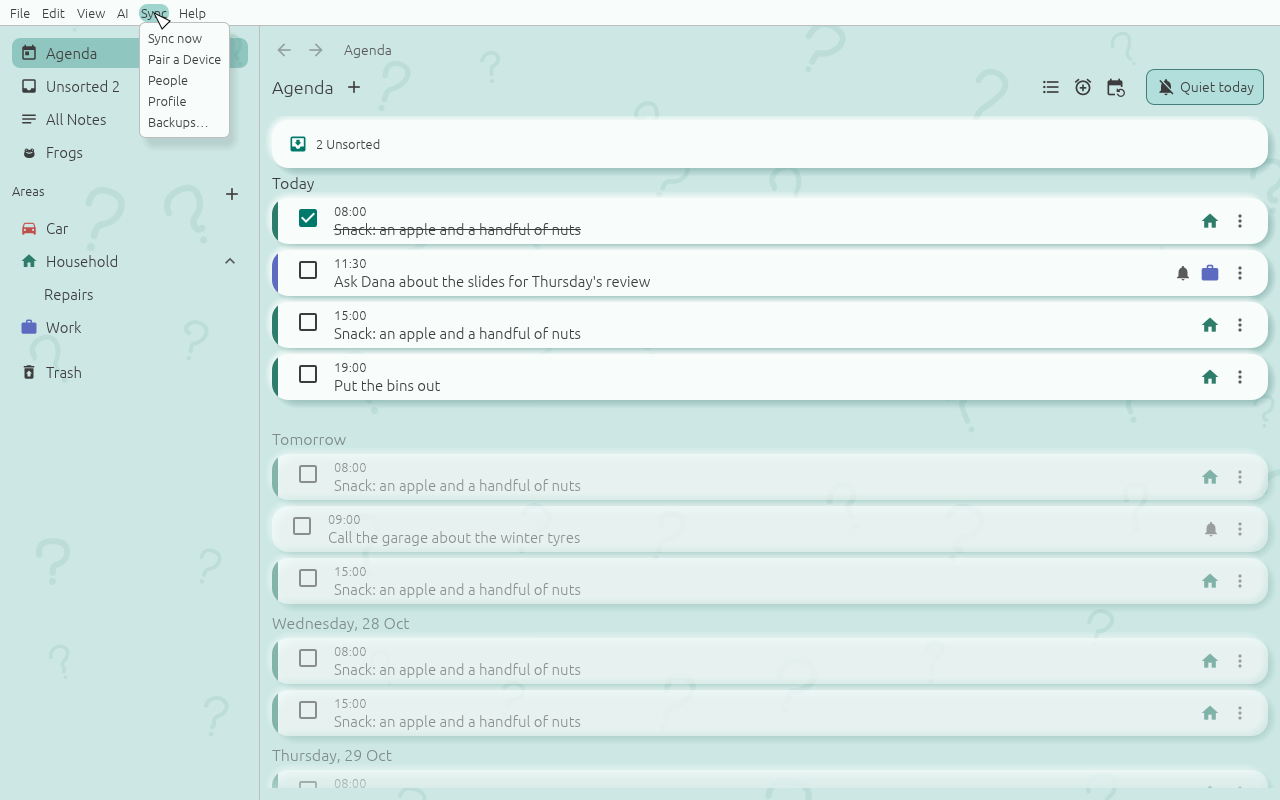 File Edit View AI Sync Help
Sync now
Pair a Device
People
Profile
Backups…
Agenda
Unsorted 2
All Notes
Frogs
Areas
Car
Household
Repairs
Work
Trash
Agenda
Agenda
Quiet today
2 Unsorted
Today
08:00
Snack: an apple and a handful of nuts
11:30
Ask Dana about the slides for Thursday's review
15:00
Snack: an apple and a handful of nuts
19:00
Put the bins out
Tomorrow
08:00
Snack: an apple and a handful of nuts
09:00
Call the garage about the winter tyres
15:00
Snack: an apple and a handful of nuts
Wednesday, 28 Oct
08:00
Snack: an apple and a handful of nuts
15:00
Snack: an apple and a handful of nuts
Thursday, 29 Oct
08:00